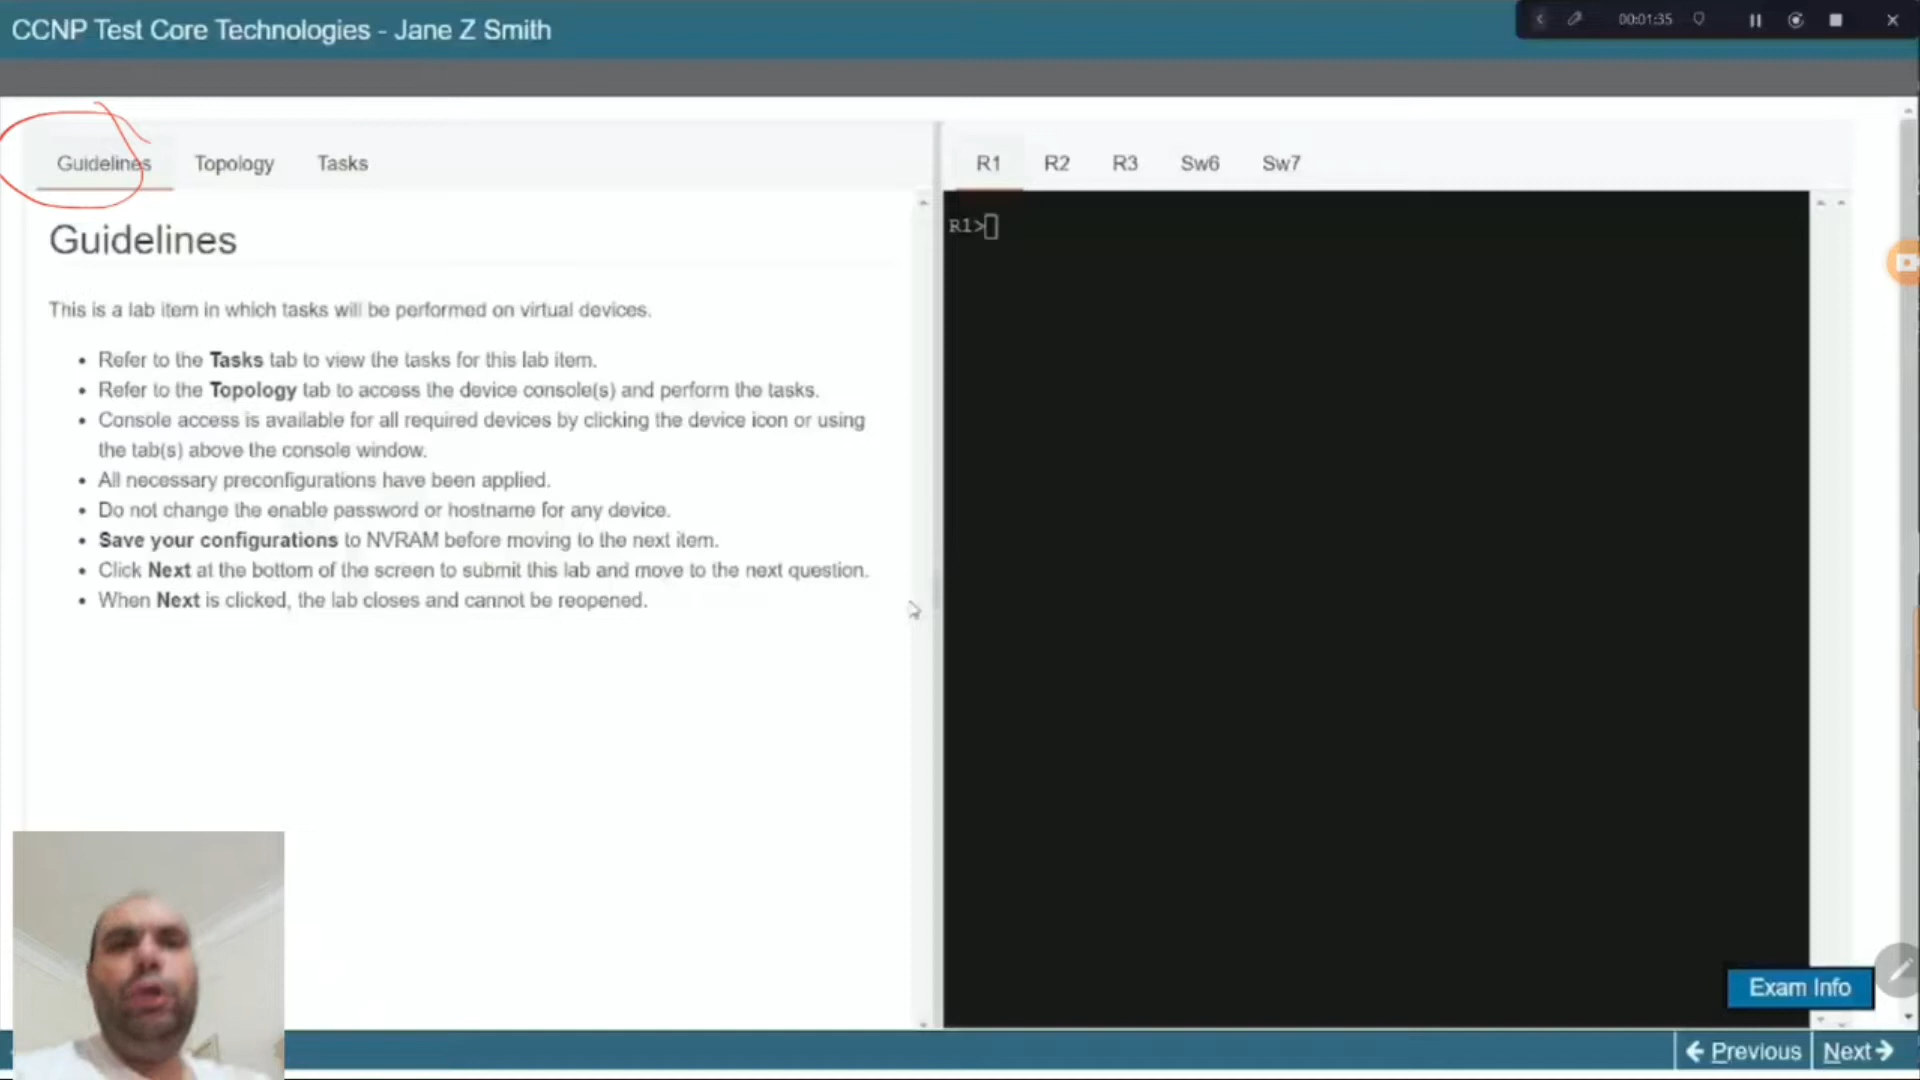 CCNP Test Core Technologies - Jane Z Smith
00:01:35
Guidelines
Topology
Tasks
R1
R2
R3
Sw6
Sw7
Guidelines
This is a lab item in which tasks will be performed on virtual devices.
• Refer to the Tasks tab to view the tasks for this lab item.
• Refer to the Topology tab to access the device console(s) and perform the tasks.
• Console access is available for all required devices by clicking the device icon or using
the tab(s) above the console window.
• All necessary preconfigurations have been applied.
• Do not change the enable password or hostname for any device.
• Save your configurations to NVRAM before moving to the next item.
• Click Next at the bottom of the screen to submit this lab and move to the next question.
• When Next is clicked, the lab closes and cannot be reopened.
R1>
Exam Info
Previous
Next